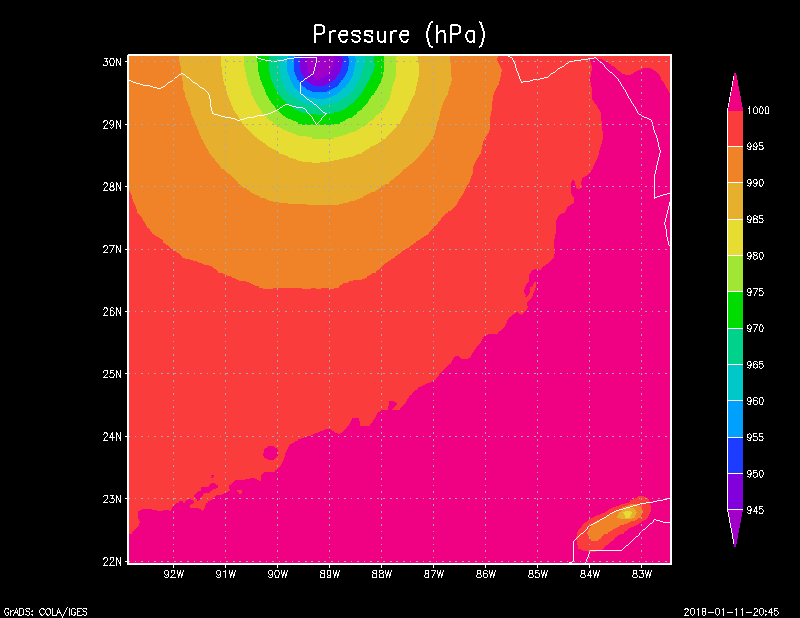 Pressure (hPa)
30N
29N
28N
27N
26N
25N
24N
23N
22N
92W 91W 90W 89W 88W 87W 86W 85W 84W 83W
1000
995
990
985
980
975
970
965
960
955
950
945
GrADS: COLA/IGES 2018-01-11-20:45